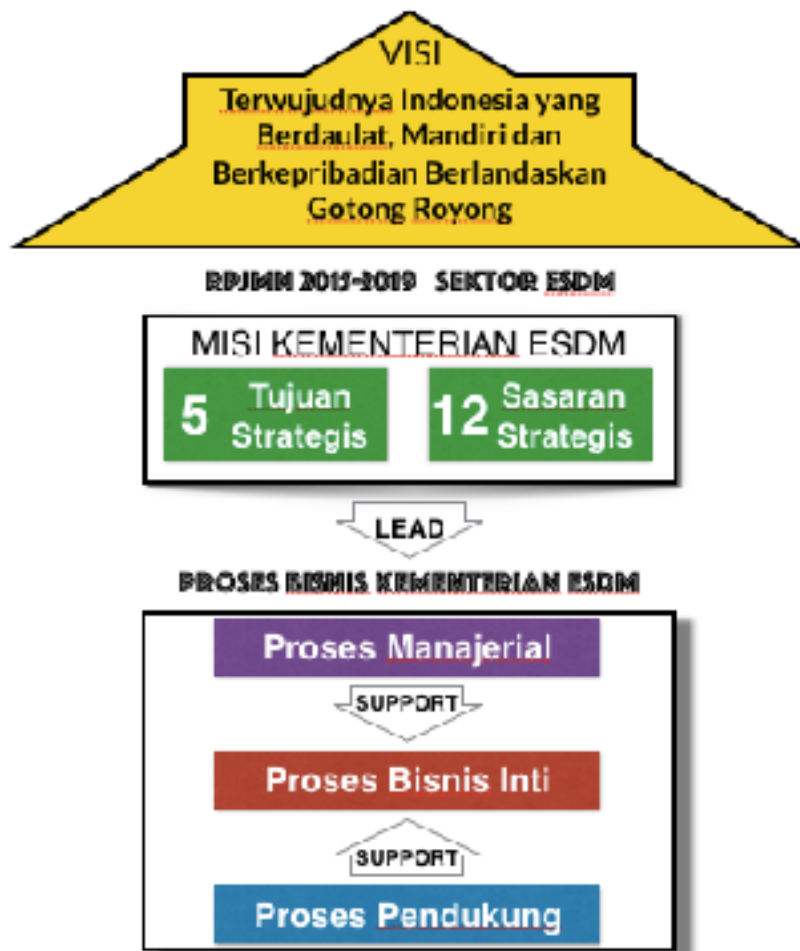 VISI
Terwujudnya Indonesia yang
Berdaulat, Mandiri dan
Berkepribadian Berlandaskan
Gotong Royong
RPJMN 2015-2019 SEKTOR ESDM
MISI KEMENTERIAN ESDM
5 Tujuan Strategis
12 Sasaran Strategis
LEAD
PROSES BISNIS KEMENTERIAN ESDM
Proses Manajerial
SUPPORT
Proses Bisnis Inti
SUPPORT
Proses Pendukung